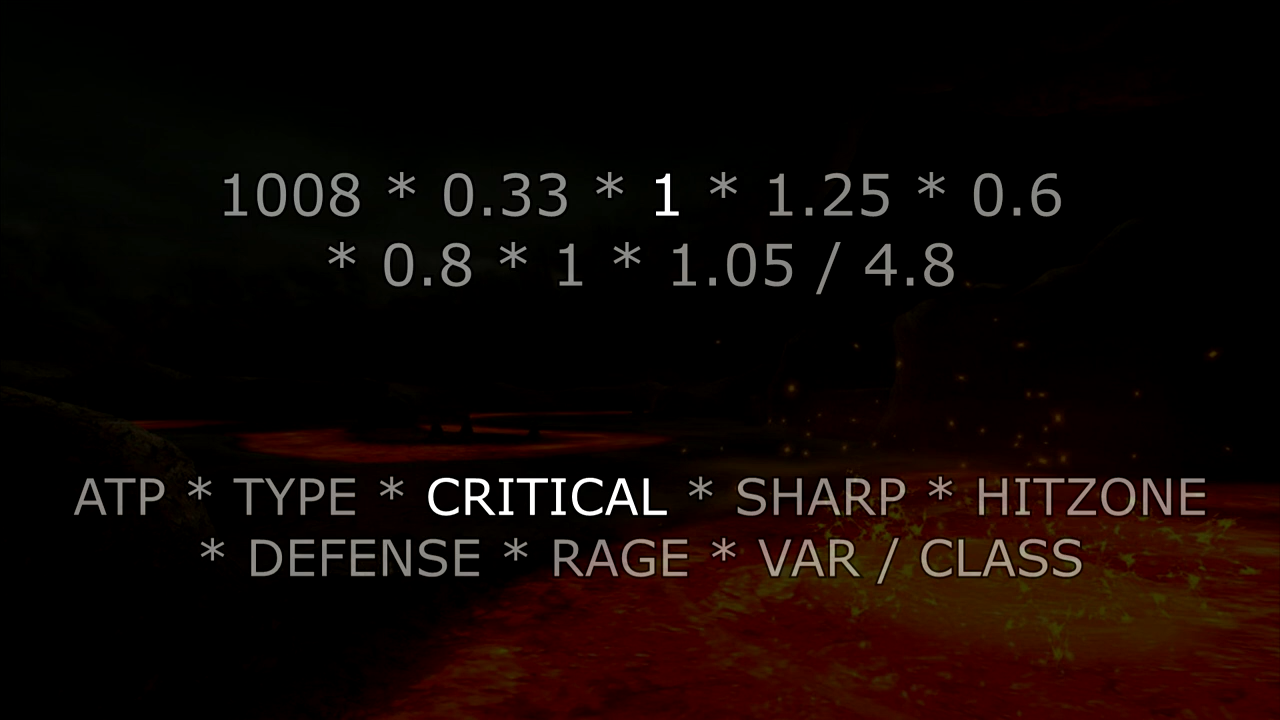 1008 * 0.33 * 1 * 1.25 * 0.6
* 0.8 * 1 * 1.05 / 4.8
ATP * TYPE * CRITICAL * SHARP * HITZONE
* DEFENSE * RAGE * VAR / CLASS